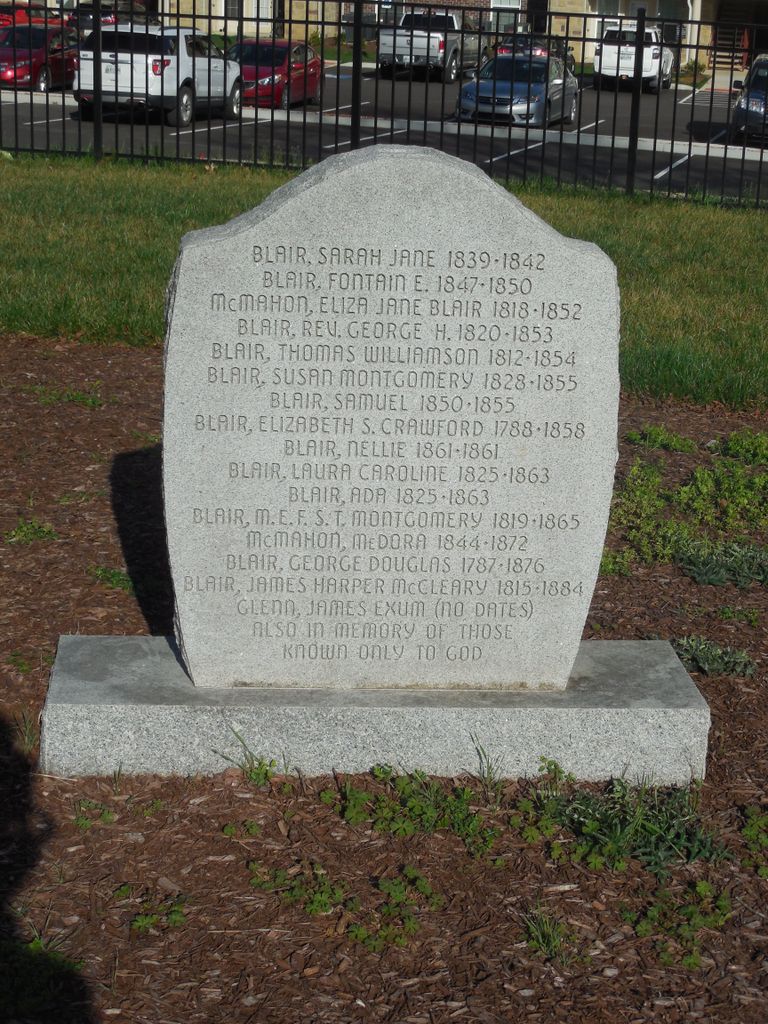 BLAIR, SARAH JANE 1839·1842
BLAIR, FONTAIN E. 1847·1850
McMAHON, ELIZA JANE BLAIR 1818·1852
BLAIR, REV. GEORGE H. 1820·1853
BLAIR, THOMAS WILLIAMSON 1812·1854
BLAIR, SUSAN MONTGOMERY 1828·1855
BLAIR, SAMUEL 1850·1855
BLAIR, ELIZABETH S. CRAWFORD 1788·1858
BLAIR, NELLIE 1861·1861
BLAIR, LAURA CAROLINE 1825·1863
BLAIR, ADA 1825·1863
BLAIR, M.E.F.S.T. MONTGOMERY 1819·1865
McMAHON, McDORA 1844·1872
BLAIR, GEORGE DOUGLAS 1787·1876
BLAIR, JAMES HARPER McCLEARY 1815·1884
GLENN, JAMES EXUM (NO DATES)
ALSO IN MEMORY OF THOSE
KNOWN ONLY TO GOD